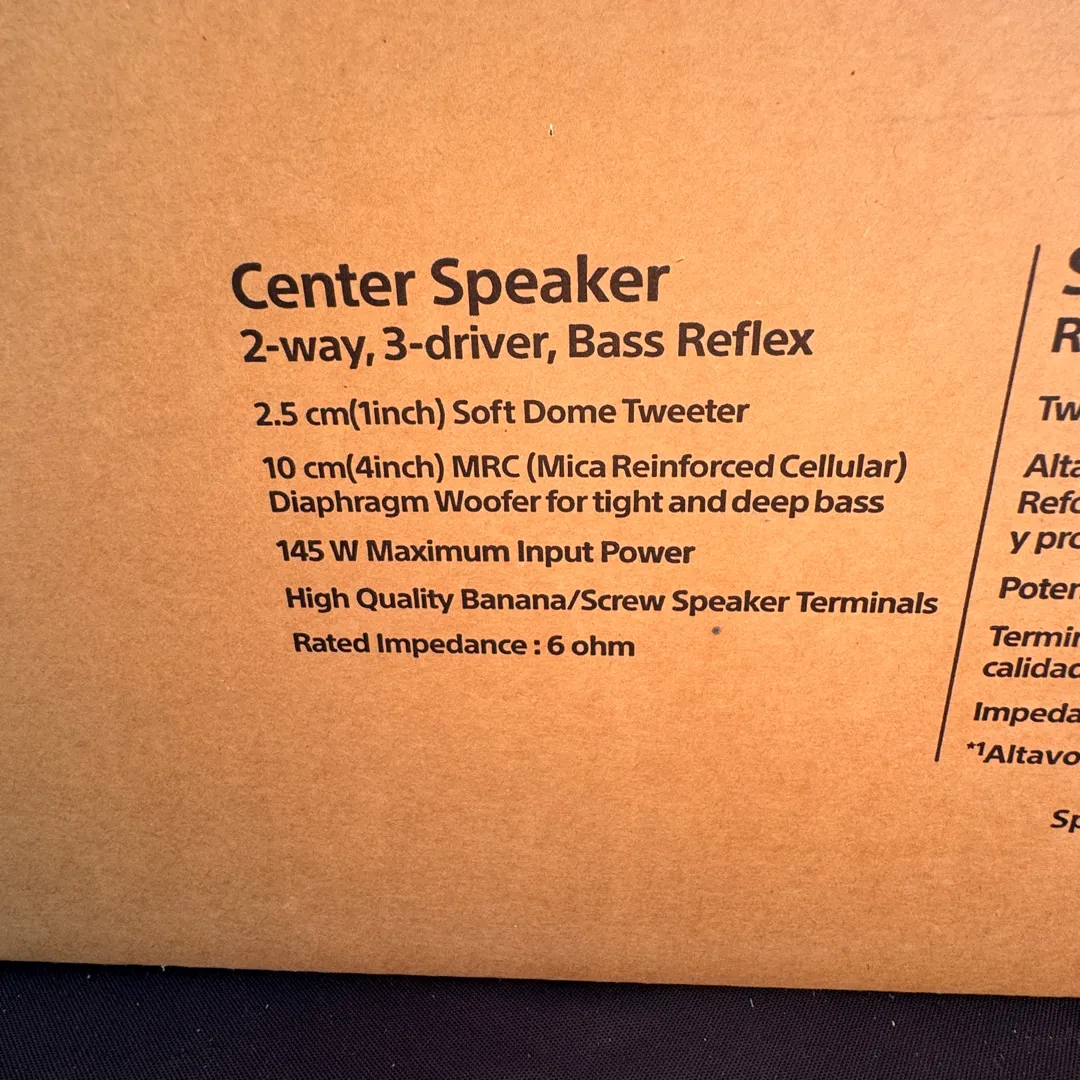 Center Speaker
2-way, 3-driver, Bass Reflex
2.5 cm(1inch) Soft Dome Tweeter
10 cm(4inch) MRC (Mica Reinforced Cellular)
Diaphragm Woofer for tight and deep bass
145 W Maximum Input Power
High Quality Banana/Screw Speaker Terminals
Rated Impedance : 6 ohm
y
*1Altavo